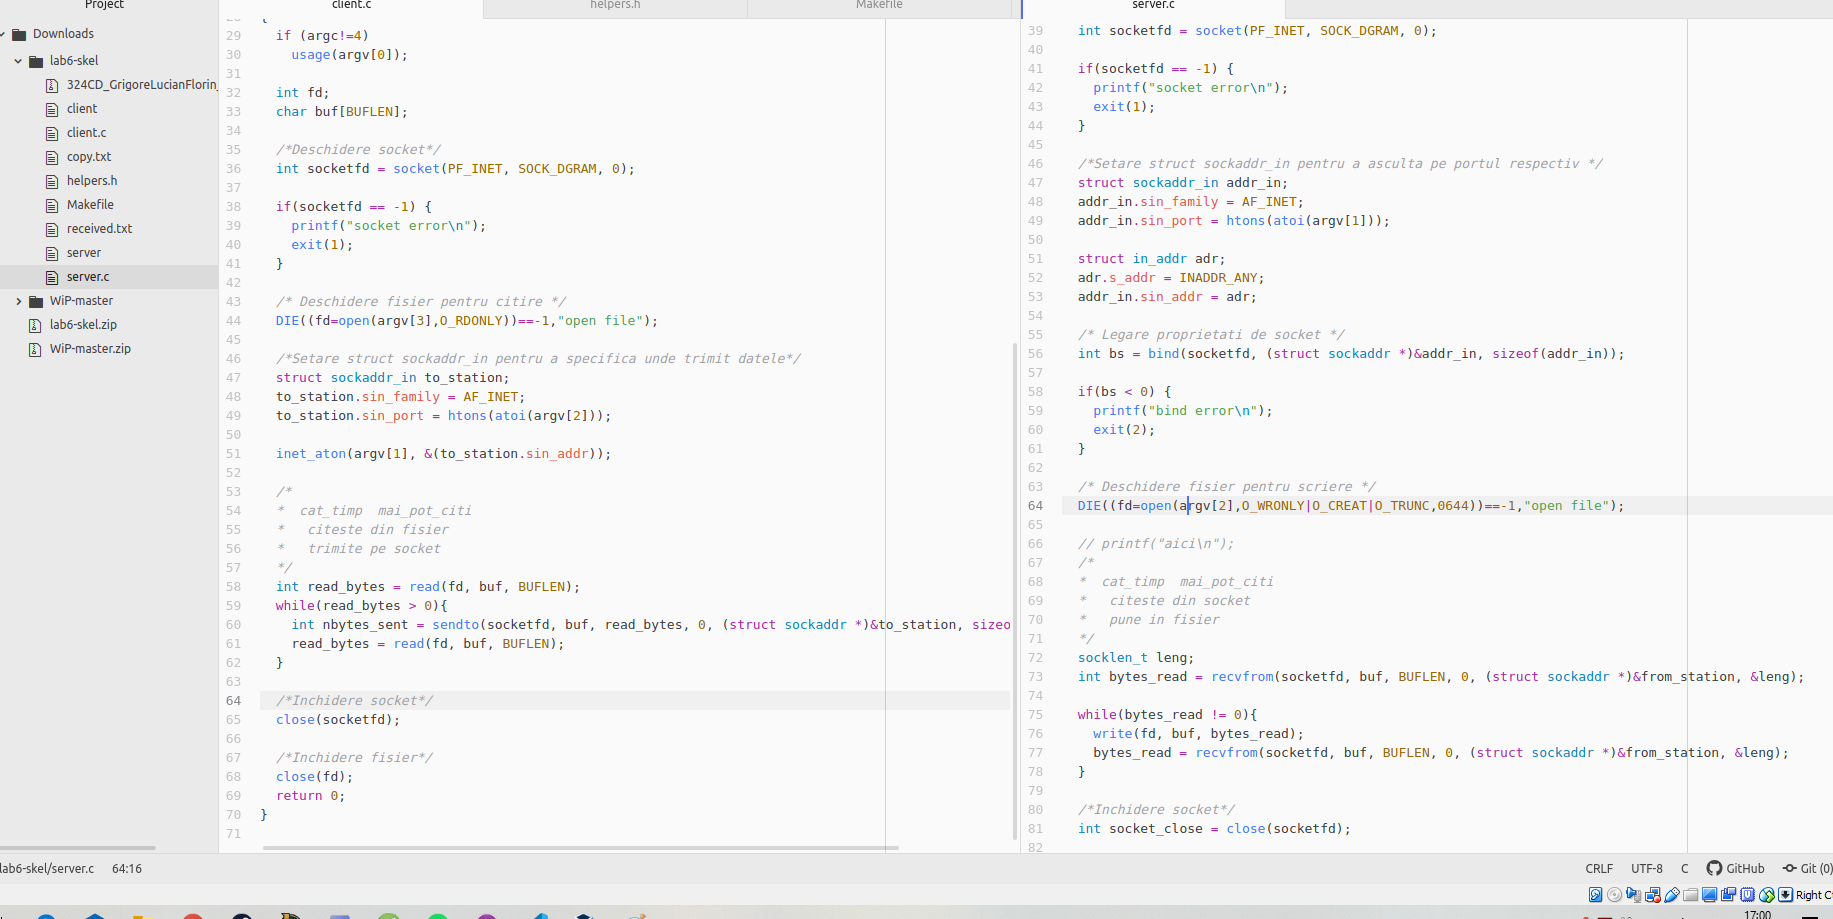 Project
client.c
helpers.h
Makefile
server.c
Downloads
lab6-skel
324CD_GrigoreLucianFlorin_
client
client.c
copy.txt
helpers.h
Makefile
received.txt
server
server.c
WiP-master
lab6-skel.zip
WiP-master.zip
29 if (argc!=4)
30 usage(argv[0]);
31
32 int fd;
33 char buf[BUFLEN];
34
35 /*Deschidere socket*/
36 int socketfd = socket(PF_INET, SOCK_DGRAM, 0);
37
38 if(socketfd == -1) {
39 printf("socket error\n");
40 exit(1);
41 }
42
43 /* Deschidere fisier pentru citire */
44 DIE((fd=open(argv[3],O_RDONLY))==-1,"open file");
45
46 /*Setare struct sockaddr_in pentru a specifica unde trimit datele*/
47 struct sockaddr_in to_station;
48 to_station.sin_family = AF_INET;
49 to_station.sin_port = htons(atoi(argv[2]));
50
51 inet_aton(argv[1], &(to_station.sin_addr));
52
53 /*
54 * cat_timp mai_pot_citi
55 * citeste din fisier
56 * trimite pe socket
57 */
58 int read_bytes = read(fd, buf, BUFLEN);
59 while(read_bytes > 0){
60 int nbytes_sent = sendto(socketfd, buf, read_bytes, 0, (struct sockaddr *)&to_station, sizeo
61 read_bytes = read(fd, buf, BUFLEN);
62 }
63
64 /*Inchidere socket*/
65 close(socketfd);
66
67 /*Inchidere fisier*/
68 close(fd);
69 return 0;
70 }
71
39 int socketfd = socket(PF_INET, SOCK_DGRAM, 0);
40
41 if(socketfd == -1) {
42 printf("socket error\n");
43 exit(1);
44 }
45
46 /*Setare struct sockaddr_in pentru a asculta pe portul respectiv */
47 struct sockaddr_in addr_in;
48 addr_in.sin_family = AF_INET;
49 addr_in.sin_port = htons(atoi(argv[1]));
50
51 struct in_addr adr;
52 adr.s_addr = INADDR_ANY;
53 addr_in.sin_addr = adr;
54
55 /* Legare proprietati de socket */
56 int bs = bind(socketfd, (struct sockaddr *)&addr_in, sizeof(addr_in));
57
58 if(bs < 0) {
59 printf("bind error\n");
60 exit(2);
61 }
62
63 /* Deschidere fisier pentru scriere */
64 DIE((fd=open(argv[2],O_WRONLY|O_CREAT|O_TRUNC,0644))==-1,"open file");
65
66 // printf("aici\n");
67 /*
68 * cat_timp mai_pot_citi
69 * citeste din socket
70 * pune in fisier
71 */
72 socklen_t leng;
73 int bytes_read = recvfrom(socketfd, buf, BUFLEN, 0, (struct sockaddr *)&from_station, &leng);
74
75 while(bytes_read != 0){
76 write(fd, buf, bytes_read);
77 bytes_read = recvfrom(socketfd, buf, BUFLEN, 0, (struct sockaddr *)&from_station, &leng);
78 }
79
80 /*Inchidere socket*/
81 int socket_close = close(socketfd);
82
lab6-skel/server.c 64:16
CRLF UTF-8 C GitHub Git (0)
Right C
17:00